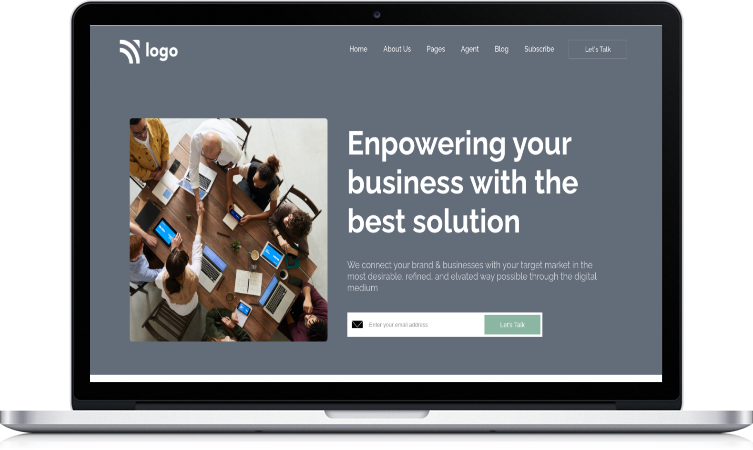 logo
Home About Us Pages Agent Blog Subscribe Let's Talk
Enpowering your
business with the
best solution
We connect your brand & businesses with your target market in the
most desirable, refined, and elvated way possible through the digital
medium
Enter your email address Let's Talk